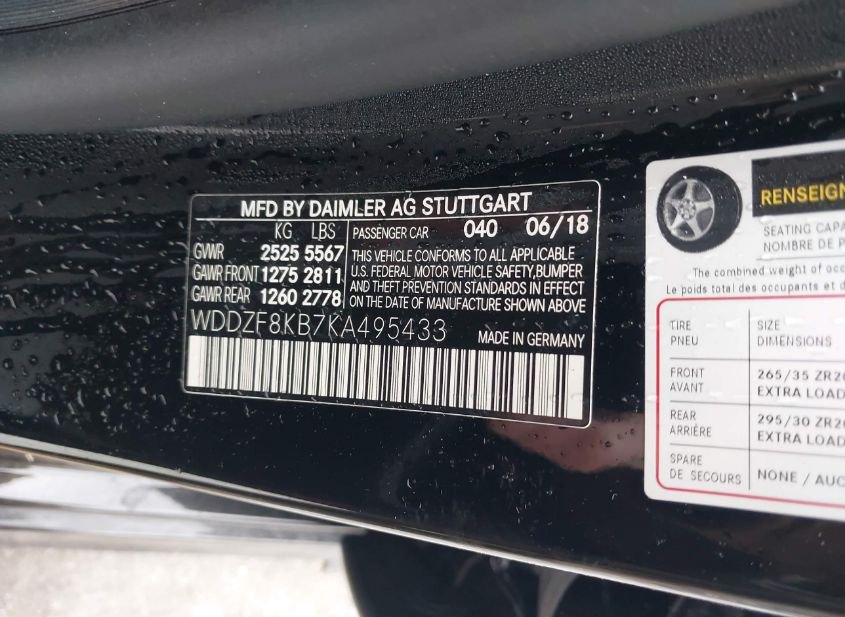 MFD BY DAIMLER AG STUTTGART
KG LBS
GVWR 2525 5567
GAWR FRONT 1275 2811
GAWR REAR 1260 2778
PASSENGER CAR 040 06/18
THIS VEHICLE CONFORMS TO ALL APPLICABLE
U.S. FEDERAL MOTOR VEHICLE SAFETY, BUMPER
AND THEFT PREVENTION STANDARDS IN EFFECT
ON THE DATE OF MANUFACTURE SHOWN ABOVE
WDDZF8KB7KA495433
MADE IN GERMANY
RENSEIGN
SEATING CAPA
NOMBRE DE P
The combined weight of occ
Le poids total des occupants et d
TIRE SIZE
PNEU DIMENSIONS
FRONT 265/35 ZR20
AVANT EXTRA LOAD
REAR 295/30 ZR20
ARRIÈRE EXTRA LOAD
SPARE
DE SECOURS NONE / AUC